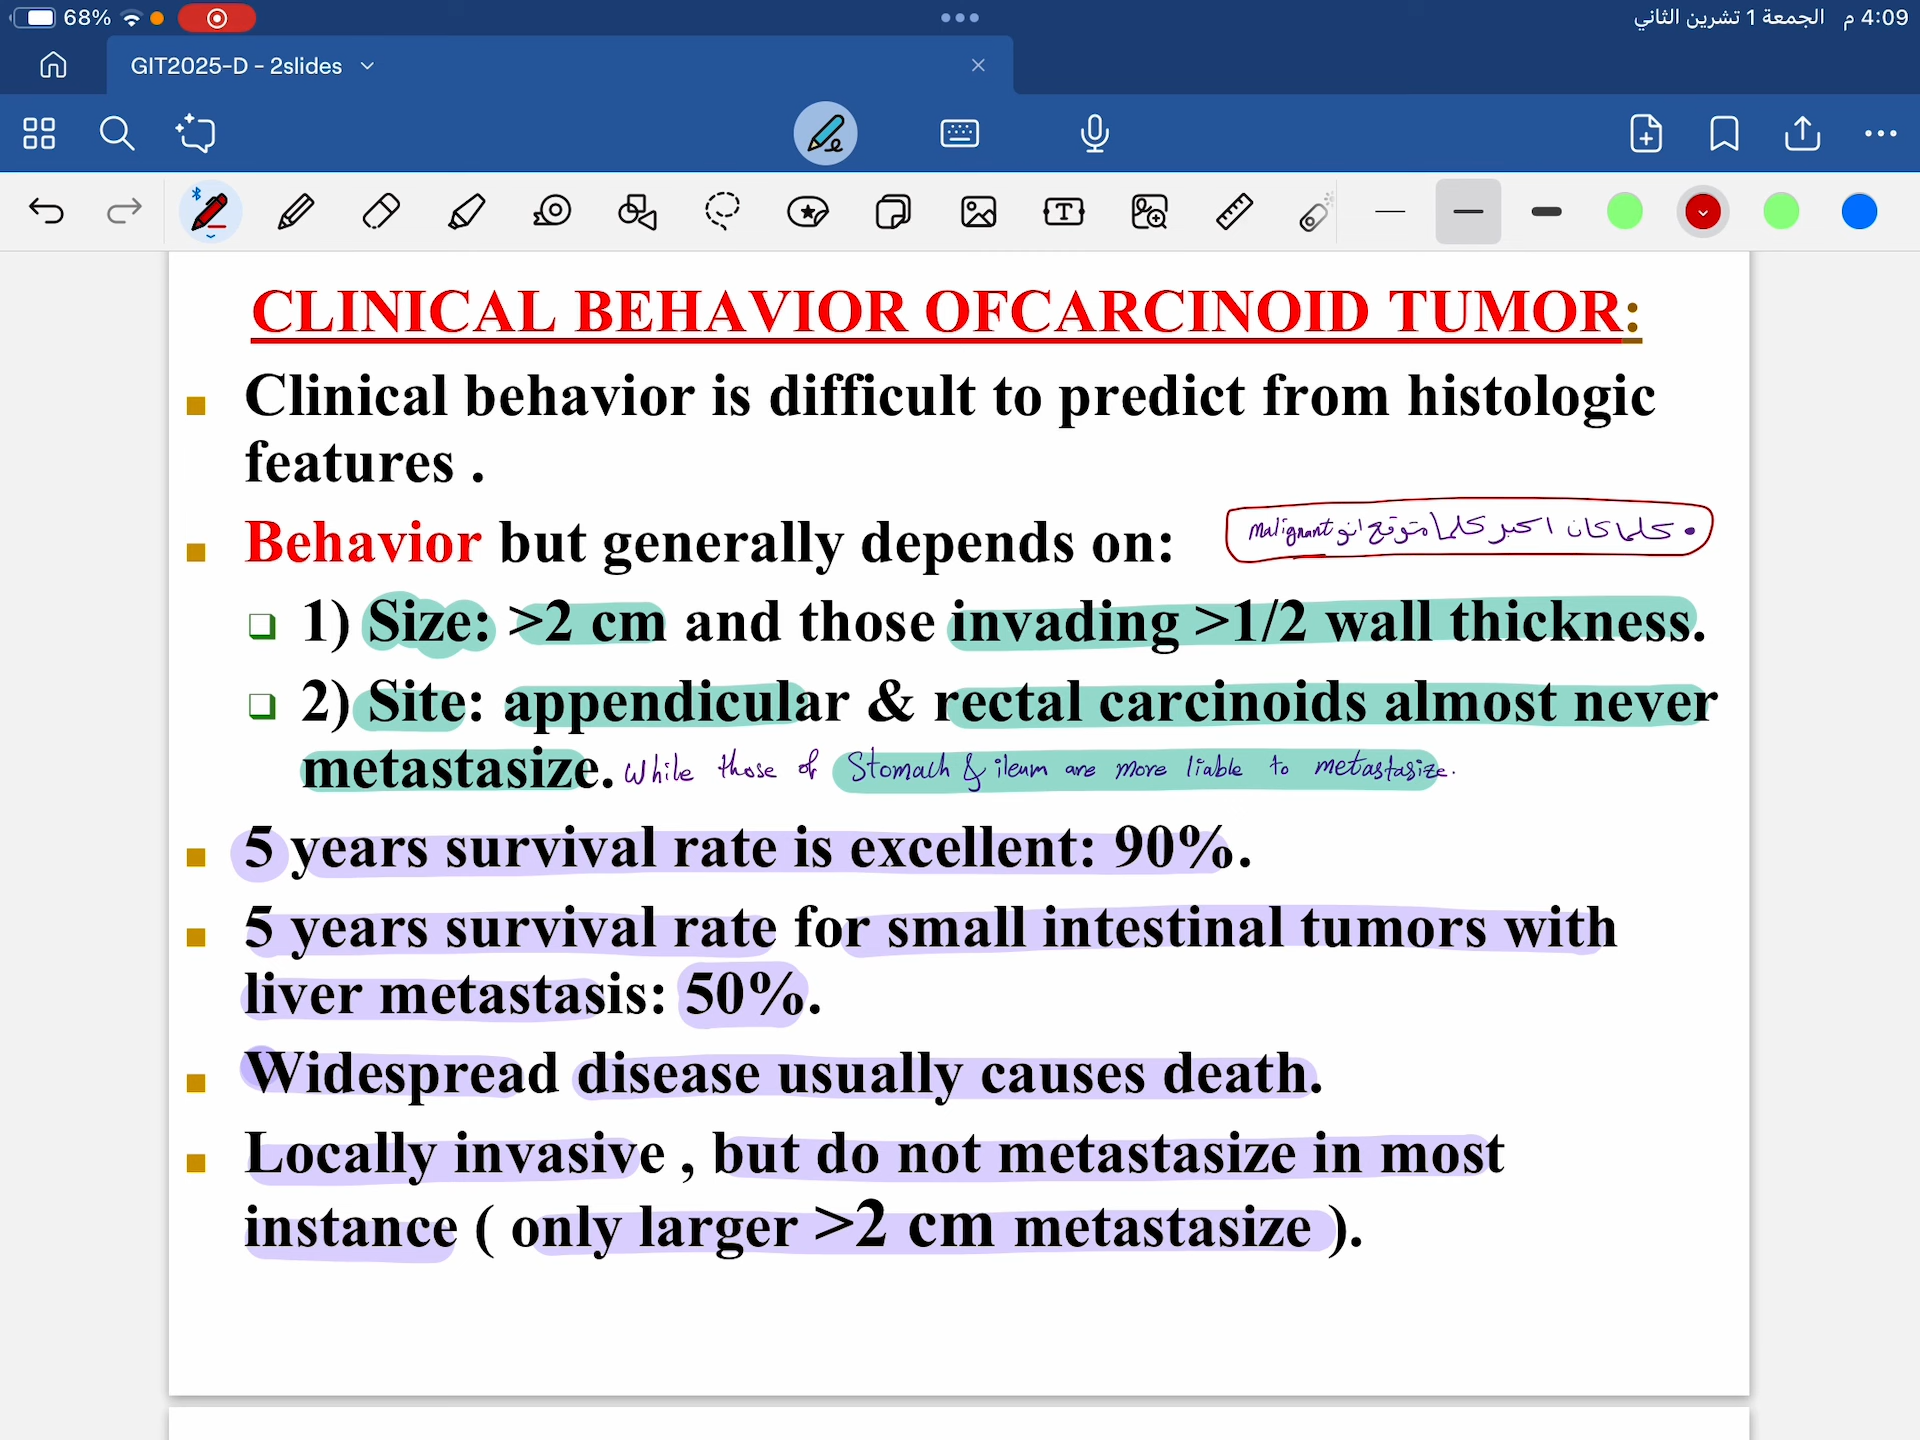 68%
4:09 م الجمعة 1 تشرين الثاني
GIT2025-D - 2slides
CLINICAL BEHAVIOR OFCARCINOID TUMOR:
Clinical behavior is difficult to predict from histologic
features .
Behavior but generally depends on:
• كلما كان اكبر كلما متوقع انو Malignant
1) Size: >2 cm and those invading >1/2 wall thickness.
2) Site: appendicular & rectal carcinoids almost never
metastasize. While those of Stomach & ileum are more liable to metastasize.
5 years survival rate is excellent: 90%.
5 years survival rate for small intestinal tumors with
liver metastasis: 50%.
Widespread disease usually causes death.
Locally invasive , but do not metastasize in most
instance ( only larger >2 cm metastasize ).